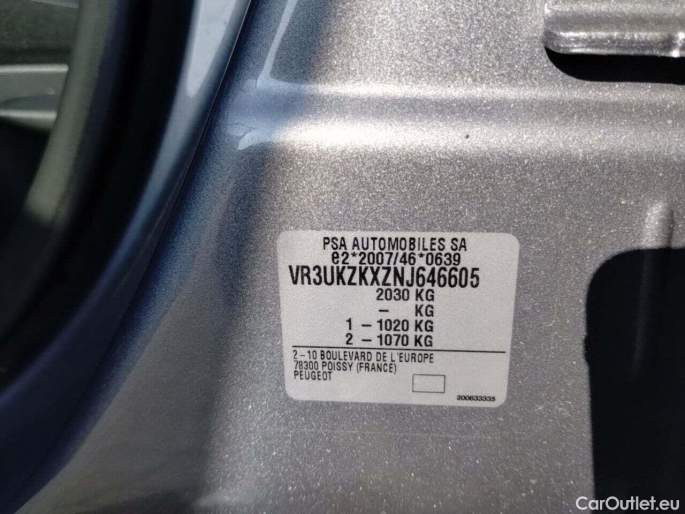 PSA AUTOMOBILES SA
e2*2007/46*0639
VR3UKZKXZNJ646605
2030 KG
- KG
1 - 1020 KG
2 - 1070 KG
2-10 BOULEVARD DE L'EUROPE
78300 POISSY (FRANCE)
PEUGEOT
200633335
CarOutlet.eu